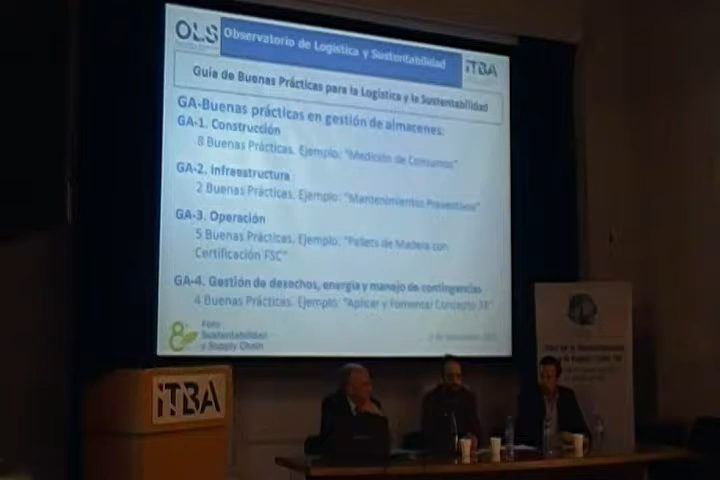 OLS Observatorio de Logística y Sustentabilidad ITBA
Guía de Buenas Prácticas para la Logística y la Sustentabilidad
GA-Buenas prácticas en gestión de almacenes:
GA-1. Construcción
8 Buenas Prácticas. Ejemplo: "Medición de Consumos"
GA-2. Infraestructura
2 Buenas Prácticas. Ejemplo: "Mantenimientos Preventivos"
GA-3. Operación
5 Buenas Prácticas. Ejemplo: "Pallets de Madera con
Certificación FSC"
GA-4. Gestión de desechos, energía y manejo de contingencias
4 Buenas Prácticas. Ejemplo: "Aplicar y Fomentar Concepto 3R"
8º Foro
Sustentabilidad
y Supply Chain
ITBA